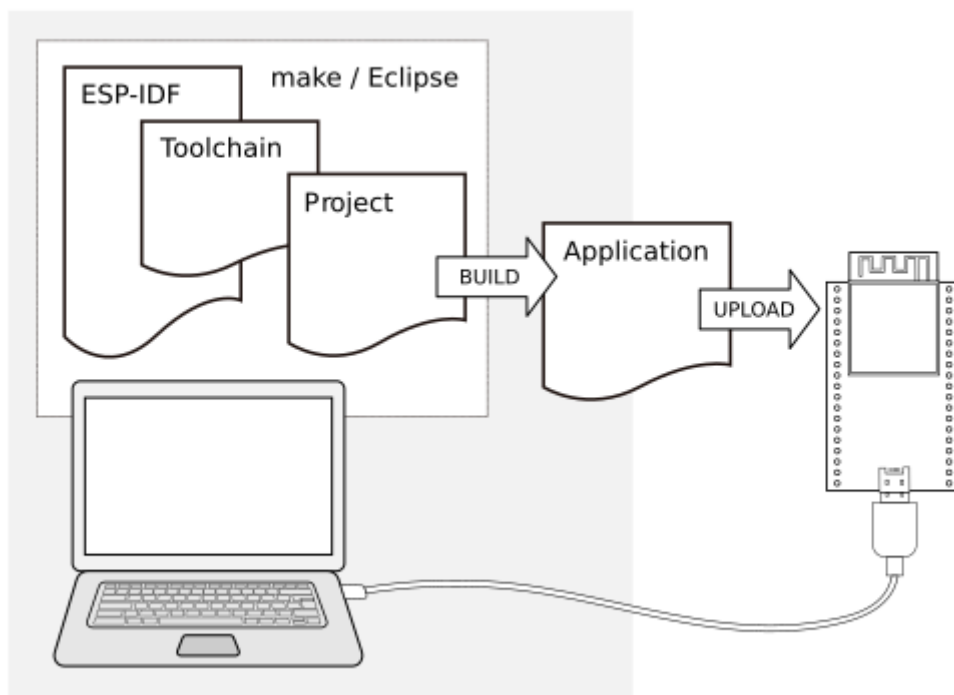 make / Eclipse
ESP-IDF
Toolchain
Project
BUILD
Application
UPLOAD